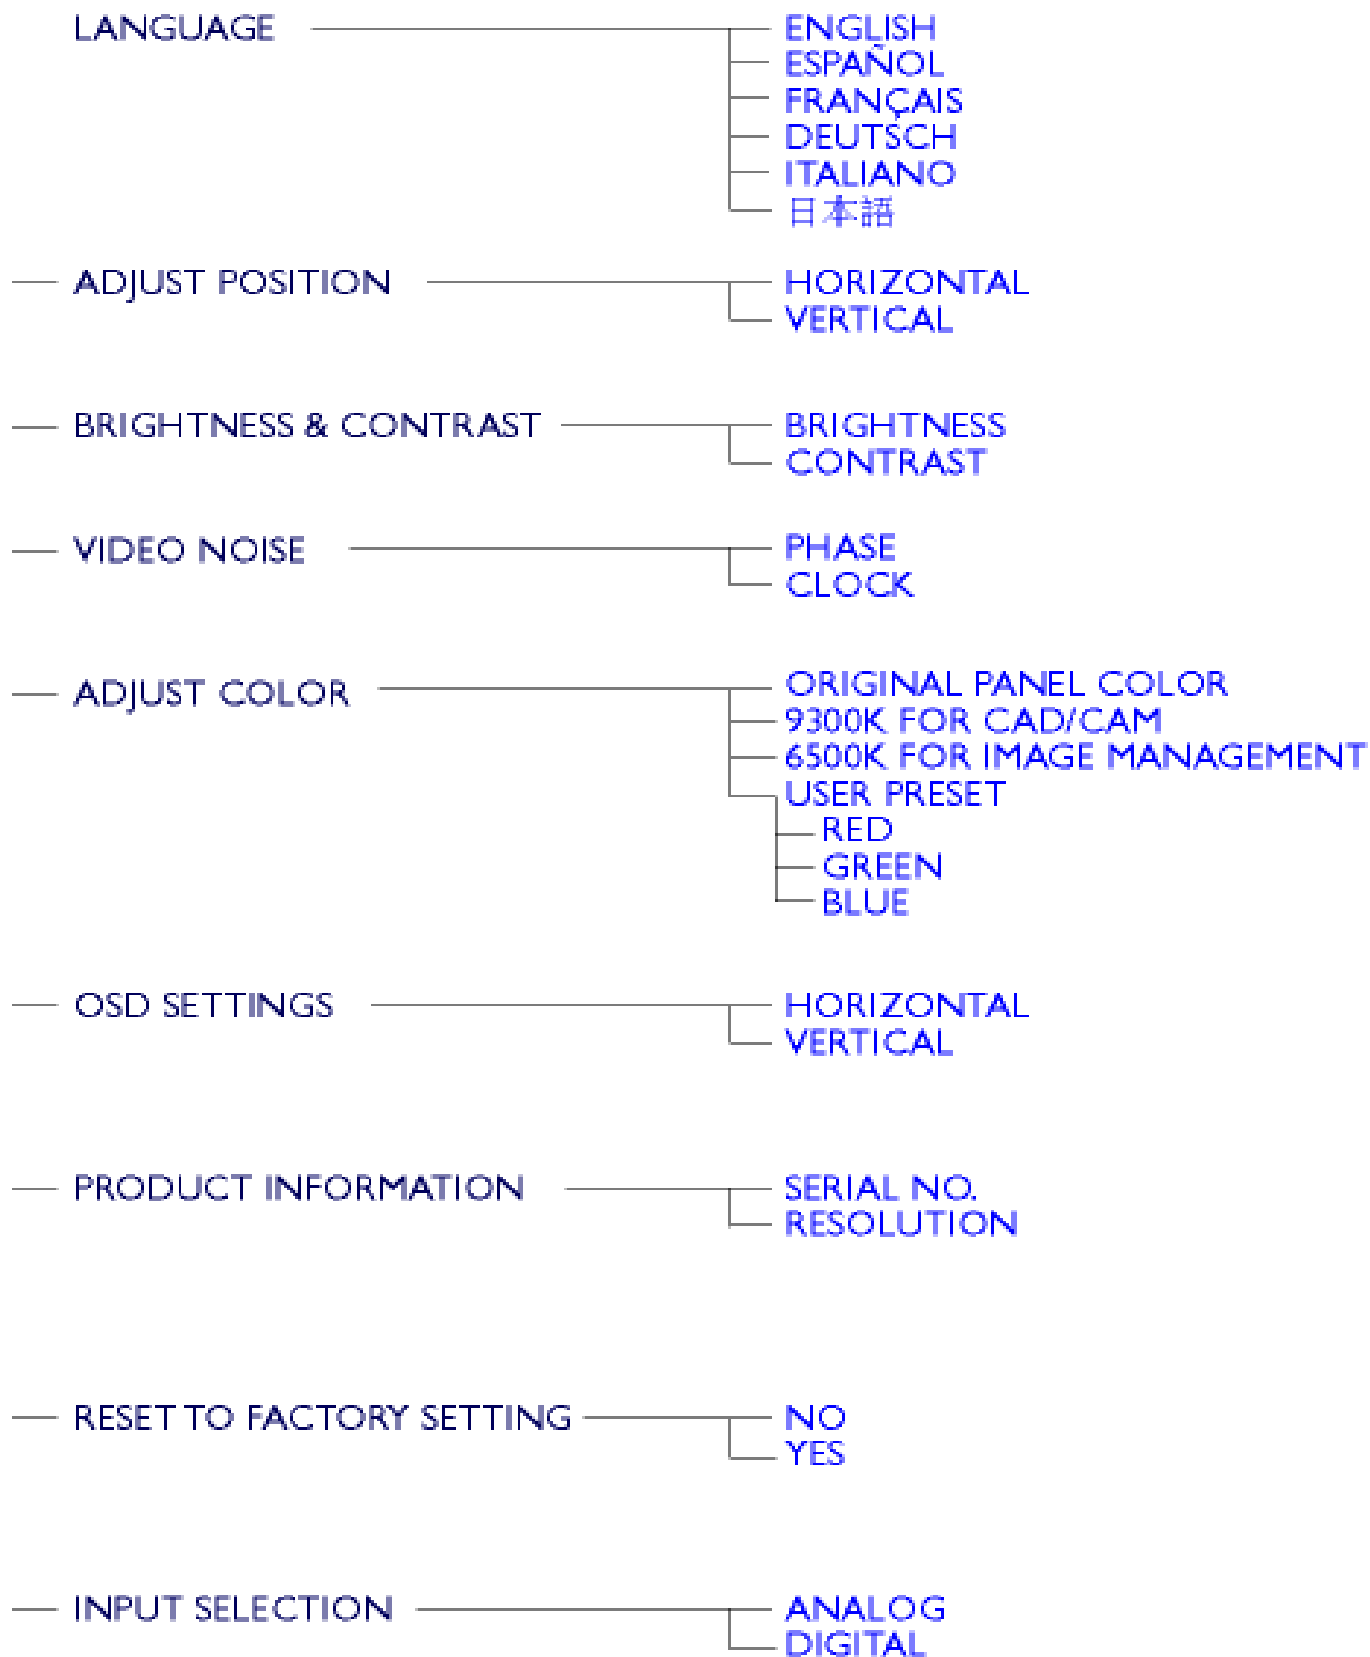 LANGUAGE ENGLISH
ESPAÑOL
FRANÇAIS
DEUTSCH
ITALIANO
日本語
ADJUST POSITION HORIZONTAL
VERTICAL
BRIGHTNESS & CONTRAST BRIGHTNESS
CONTRAST
VIDEO NOISE PHASE
CLOCK
ADJUST COLOR ORIGINAL PANEL COLOR
9300K FOR CAD/CAM
6500K FOR IMAGE MANAGEMENT
USER PRESET
RED
GREEN
BLUE
OSD SETTINGS HORIZONTAL
VERTICAL
PRODUCT INFORMATION SERIAL NO.
RESOLUTION
RESET TO FACTORY SETTING NO
YES
INPUT SELECTION ANALOG
DIGITAL